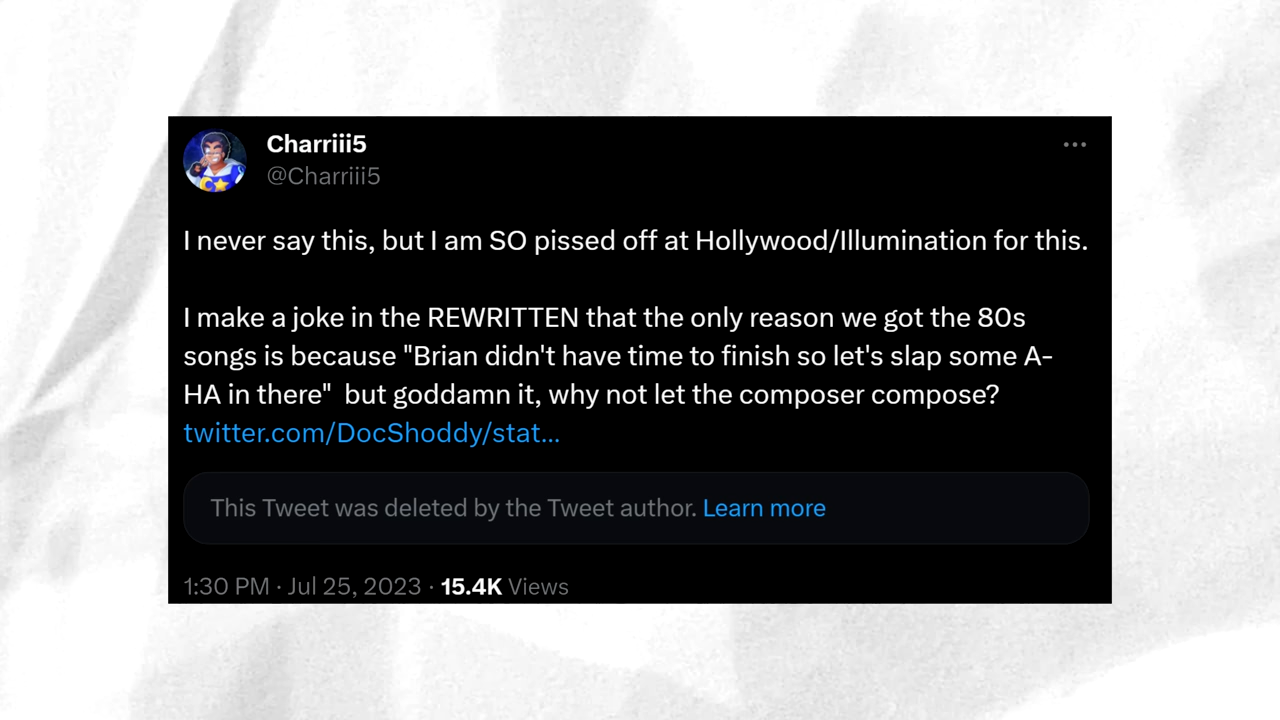 Charriii5
@Charriii5
I never say this, but I am SO pissed off at Hollywood/Illumination for this.
I make a joke in the REWRITTEN that the only reason we got the 80s
songs is because "Brian didn't have time to finish so let's slap some A-
HA in there"  but goddamn it, why not let the composer compose?
twitter.com/DocShoddy/stat...
This Tweet was deleted by the Tweet author. Learn more
1:30 PM · Jul 25, 2023 · 15.4K Views